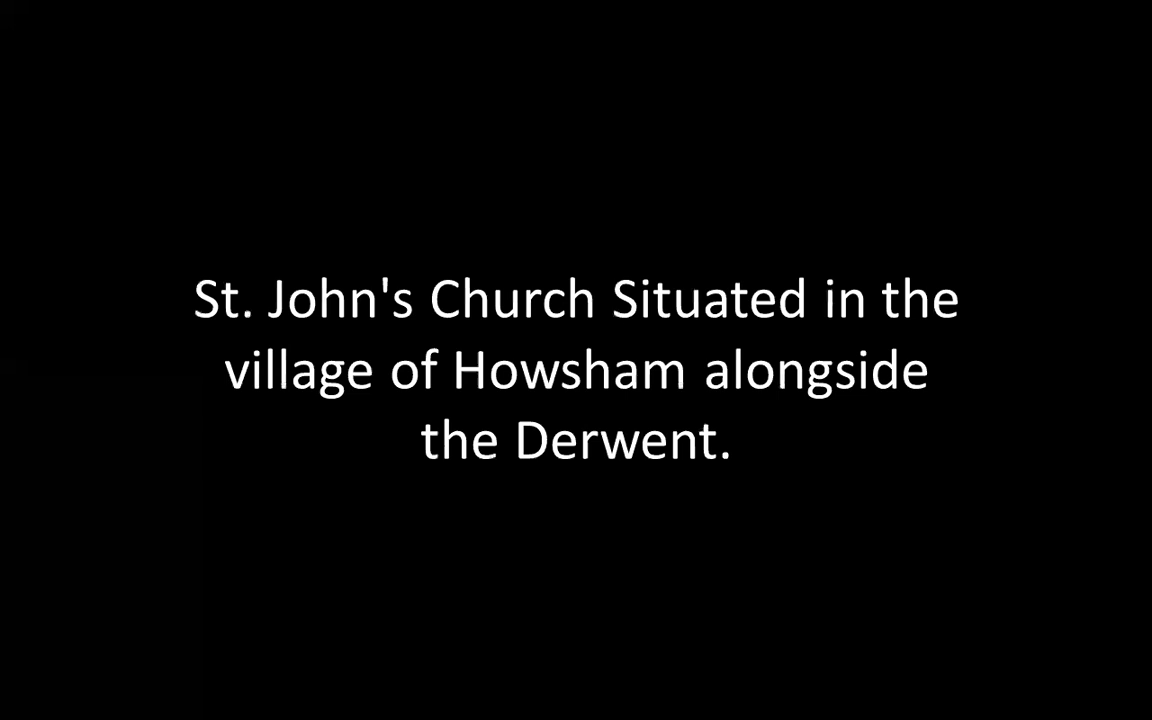 St. John's Church Situated in the
village of Howsham alongside
the Derwent.